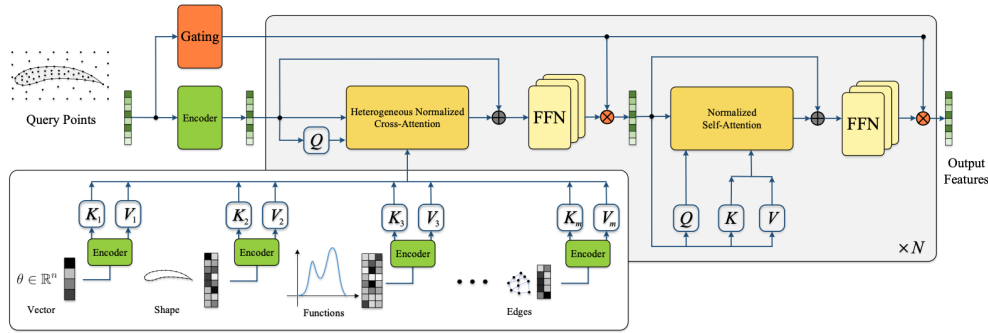 Gating
Query Points
Encoder
Q
Heterogeneous Normalized
Cross-Attention
FFN
Normalized
Self-Attention
FFN
Output
Features
Q
K
V
× N
K1
V1
K2
V2
K3
V3
Km
Vm
Encoder
Encoder
Encoder
Encoder
θ ∈ ℝⁿ
Vector
Shape
Functions
Edges